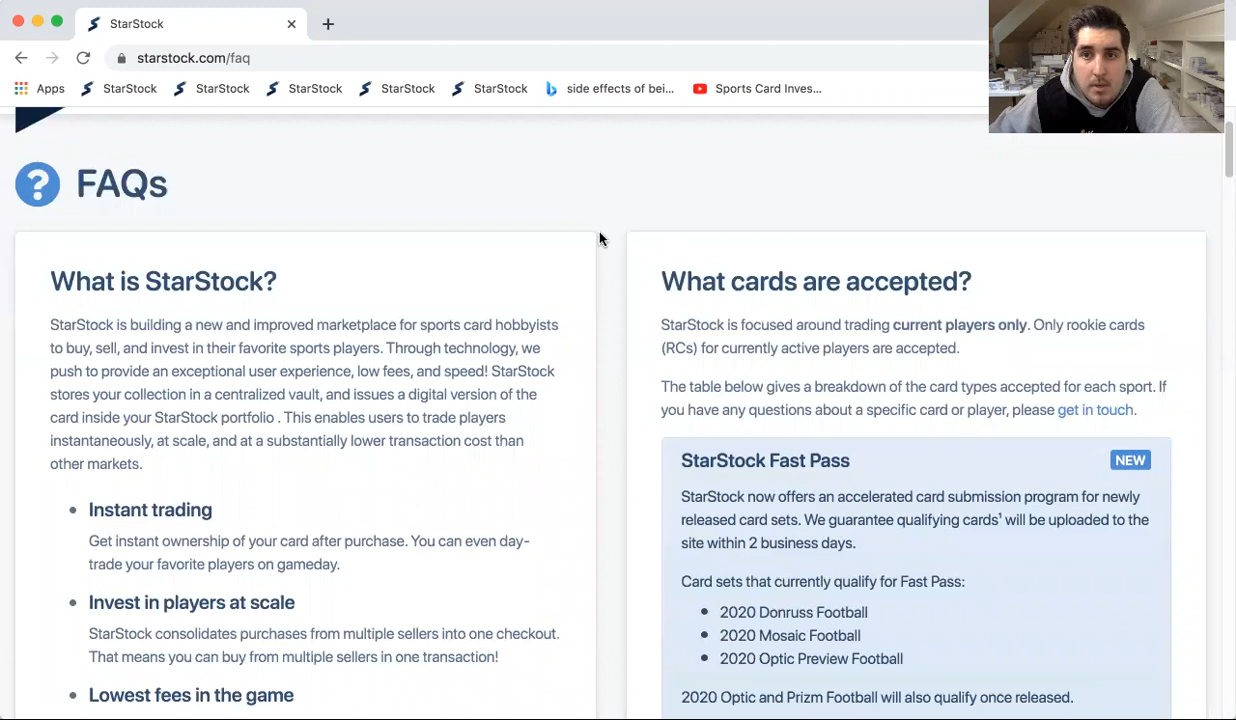 StarStock
starstock.com/faq
Apps StarStock StarStock StarStock StarStock StarStock side effects of bei... Sports Card Inves...
FAQs
What is StarStock?
StarStock is building a new and improved marketplace for sports card hobbyists
to buy, sell, and invest in their favorite sports players. Through technology, we
push to provide an exceptional user experience, low fees, and speed! StarStock
stores your collection in a centralized vault, and issues a digital version of the
card inside your StarStock portfolio . This enables users to trade players
instantaneously, at scale, and at a substantially lower transaction cost than
other markets.
Instant trading
Get instant ownership of your card after purchase. You can even day-
trade your favorite players on gameday.
Invest in players at scale
StarStock consolidates purchases from multiple sellers into one checkout.
That means you can buy from multiple sellers in one transaction!
Lowest fees in the game
What cards are accepted?
StarStock is focused around trading current players only. Only rookie cards
(RCs) for currently active players are accepted.
The table below gives a breakdown of the card types accepted for each sport. If
you have any questions about a specific card or player, please get in touch.
StarStock Fast Pass NEW
StarStock now offers an accelerated card submission program for newly
released card sets. We guarantee qualifying cards¹ will be uploaded to the
site within 2 business days.
Card sets that currently qualify for Fast Pass:
2020 Donruss Football
2020 Mosaic Football
2020 Optic Preview Football
2020 Optic and Prizm Football will also qualify once released.